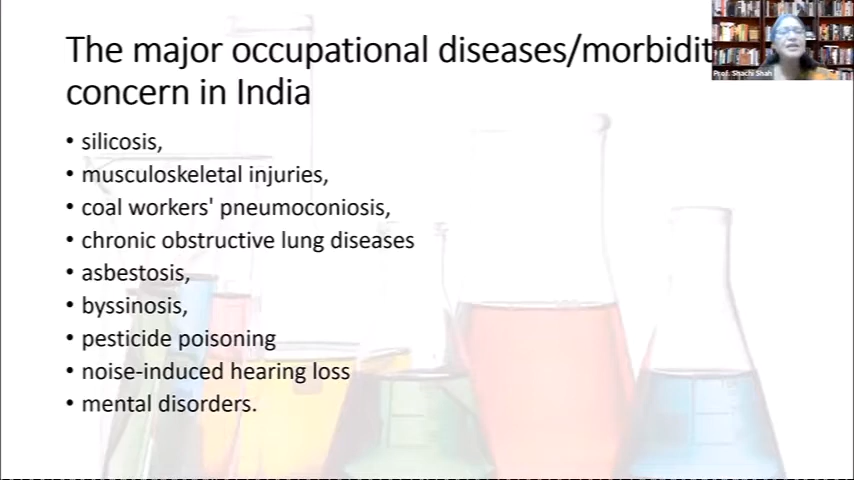 The major occupational diseases/morbidit
concern in India
Prof. Shachi Shah
• silicosis,
• musculoskeletal injuries,
• coal workers' pneumoconiosis,
• chronic obstructive lung diseases
• asbestosis,
• byssinosis,
• pesticide poisoning
• noise-induced hearing loss
• mental disorders.